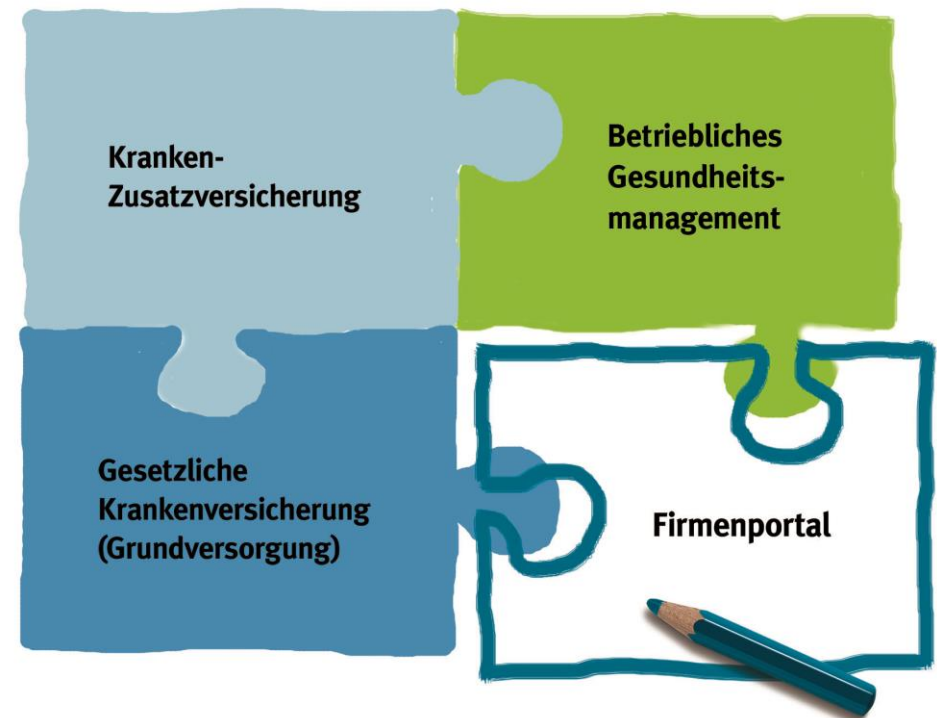 Kranken-
Zusatzversicherung
Betriebliches
Gesundheits-
management
Gesetzliche
Krankenversicherung
(Grundversorgung)
Firmenportal